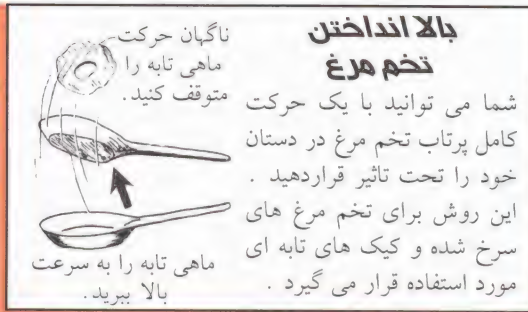 بالا انداختن
تخم مرغ
شما می توانید با یک حرکت
کامل پرتاب تخم مرغ در دستان
خود را تحت تاثیر قراردهید .
این روش برای تخم مرغ های
سرخ شده و کیک های تابه ای
مورد استفاده قرار می گیرد .
ناگهان حرکت
ماهی تابه را
متوقف کنید.
ماهی تابه را به سرعت
بالا ببرید.